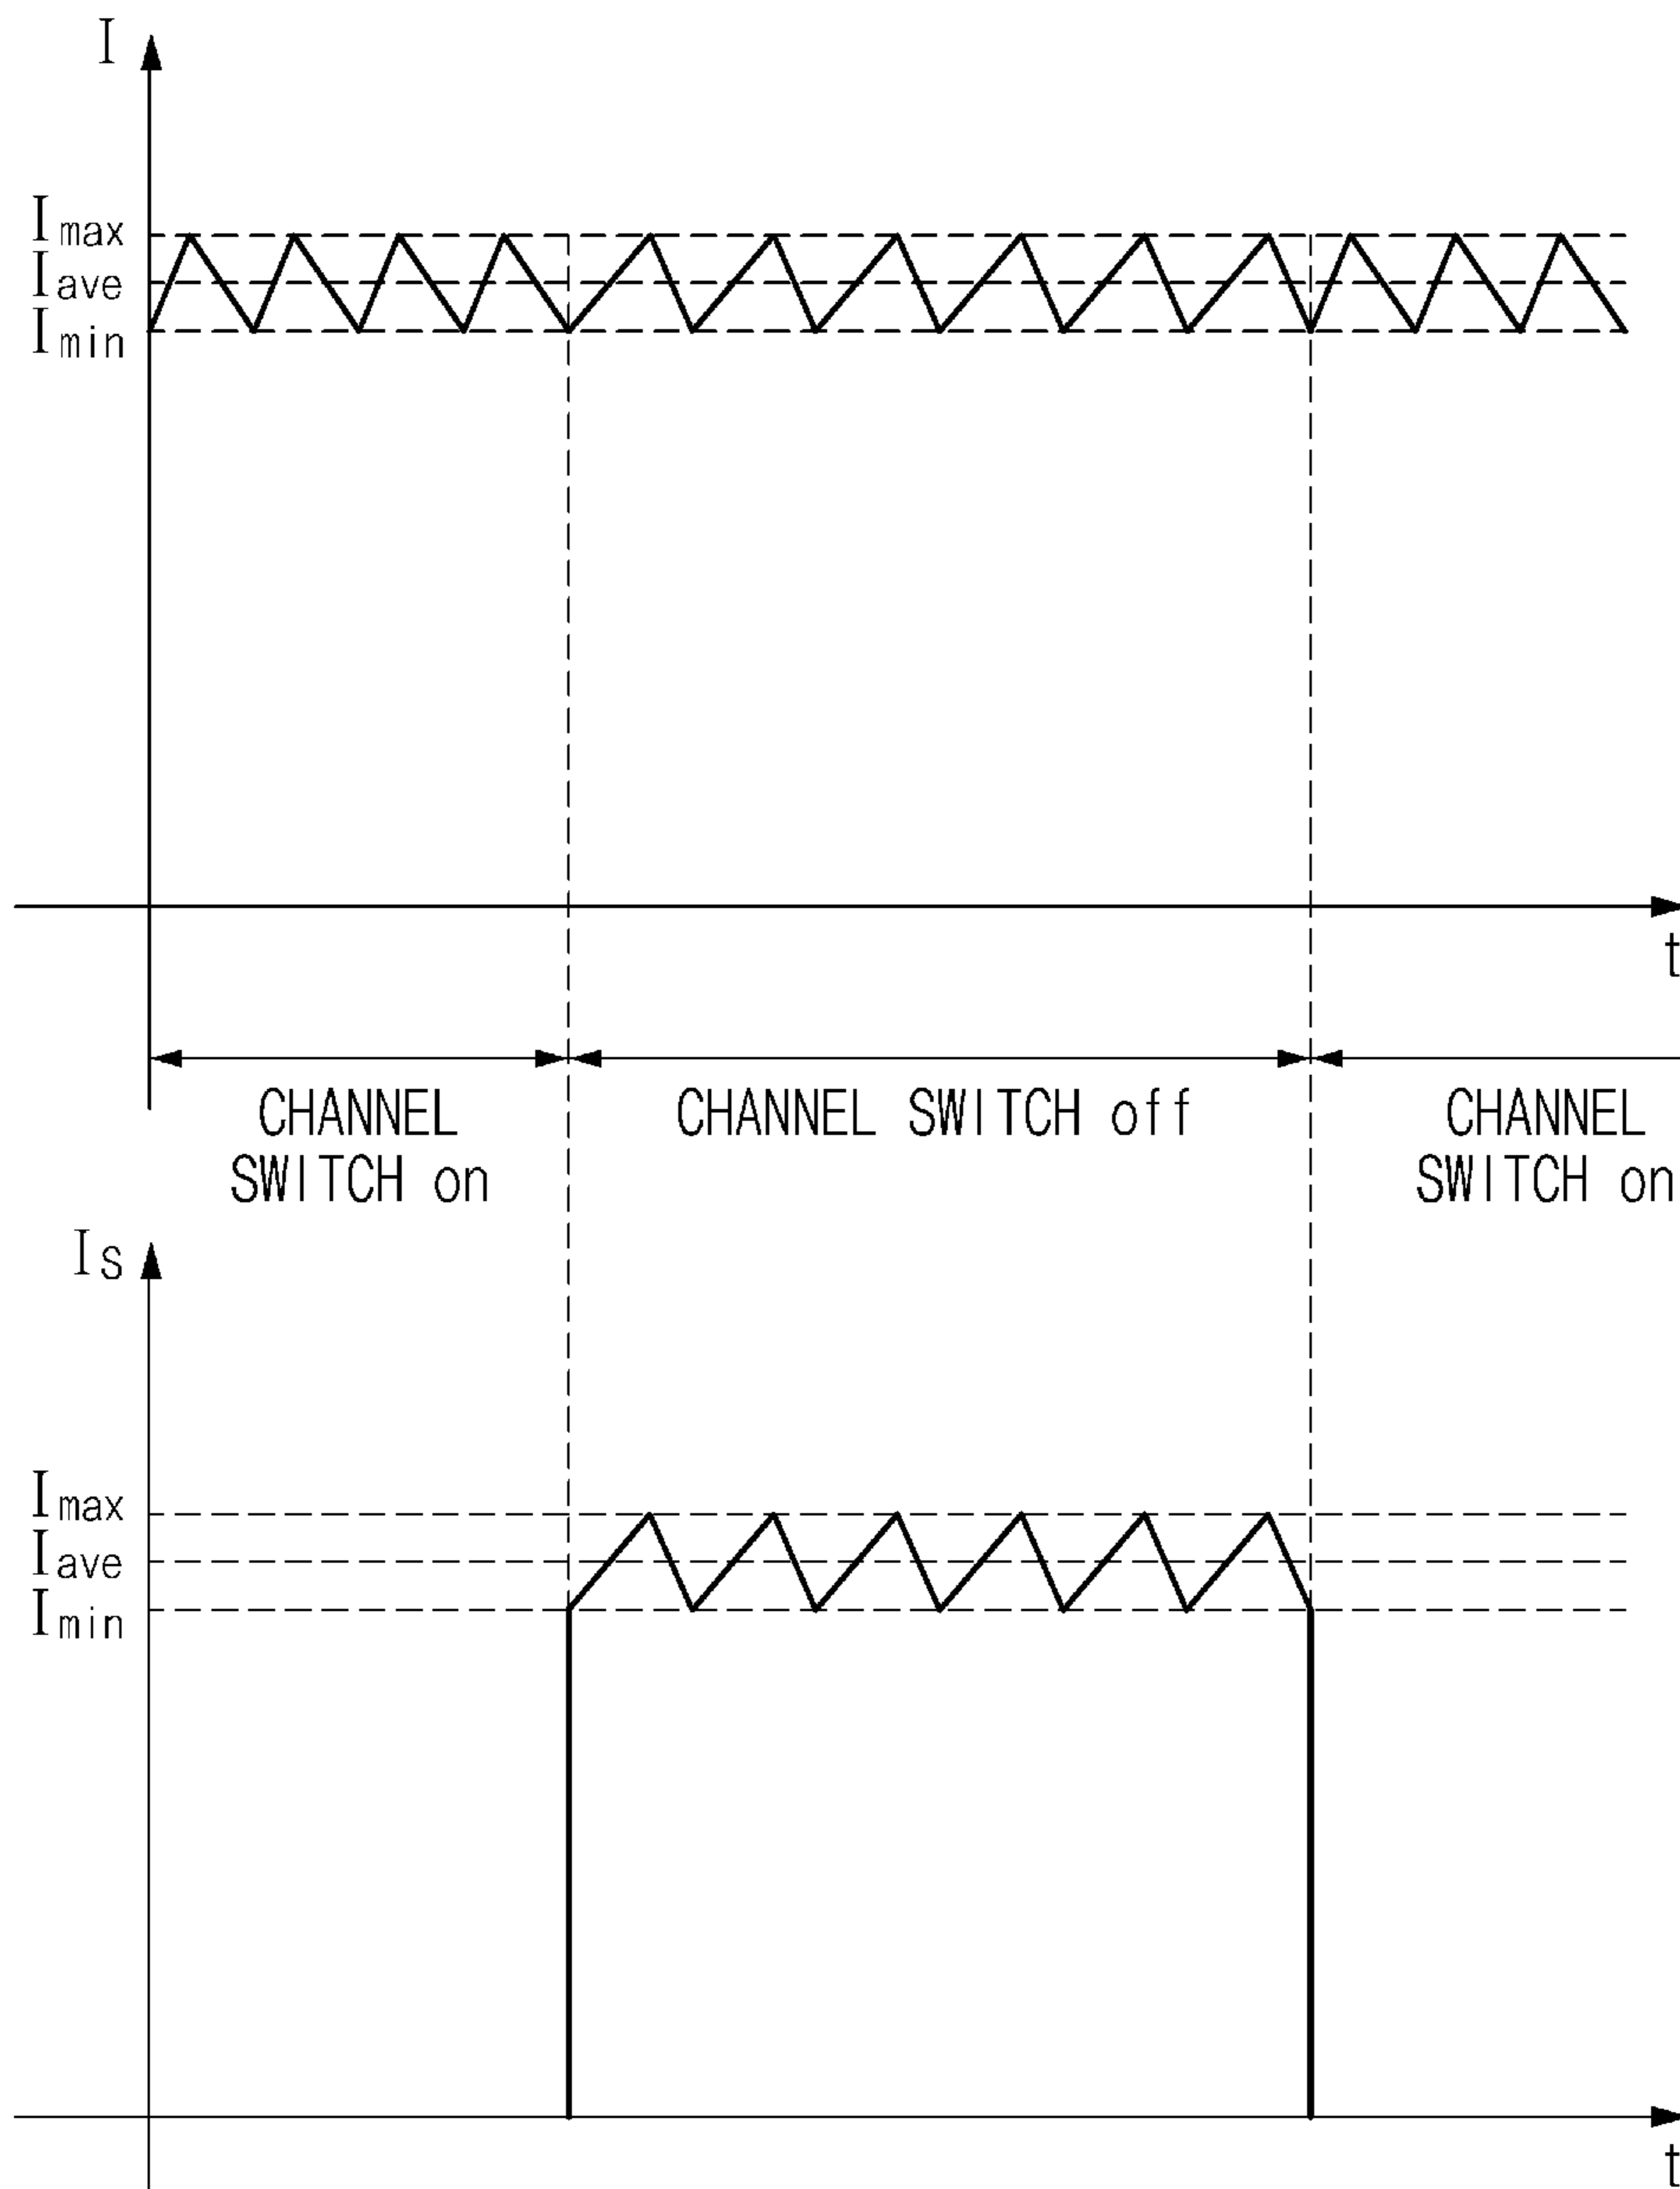 I
Imax
Iave
Imin
t
CHANNEL
SWITCH on
CHANNEL SWITCH off
CHANNEL
SWITCH on
Is
Imax
Iave
Imin
t